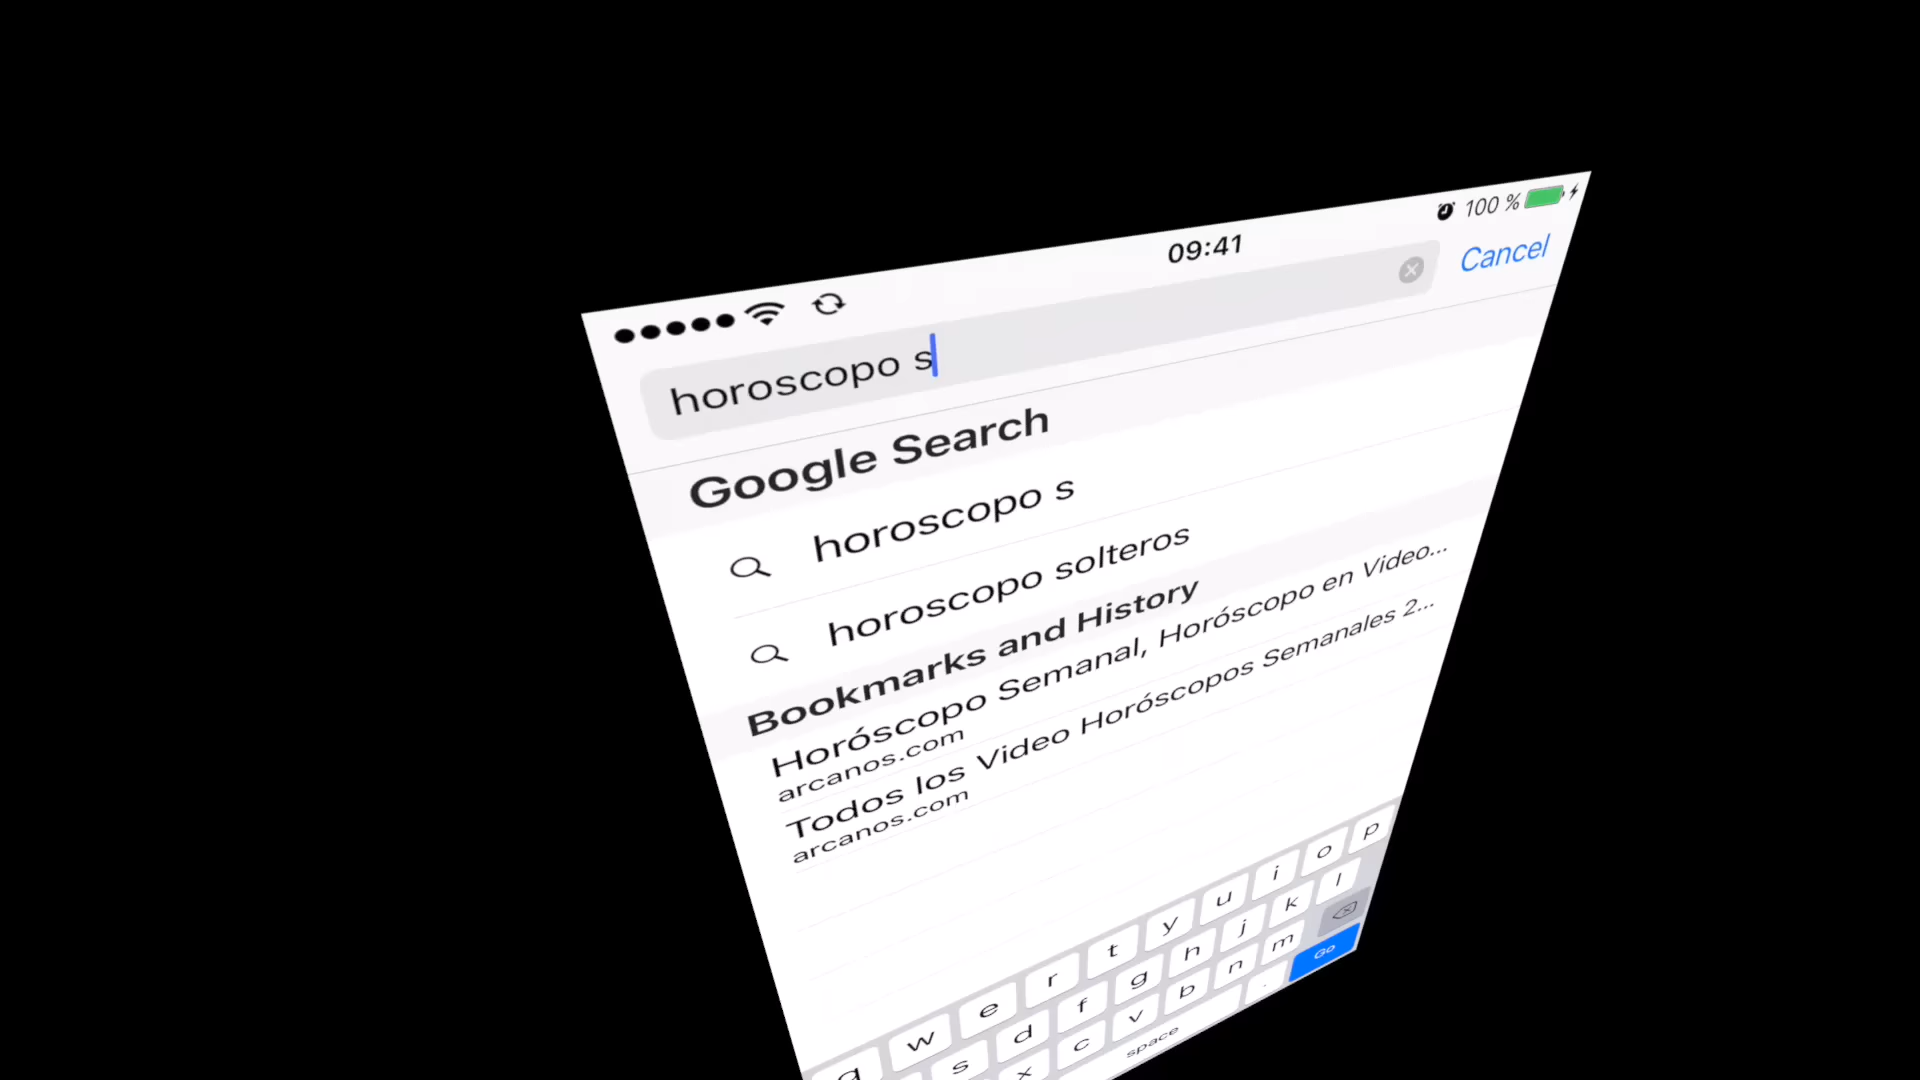 09:41
100 %
horoscopo s
Cancel
Google Search
horoscopo s
horoscopo solteros
Bookmarks and History
Horóscopo Semanal, Horóscopo en Video...
arcanos.com
Todos los Video Horóscopos Semanales 2...
arcanos.com
q w e r t y u i o p
s d f g h j k l
x c v b n m
space . Go